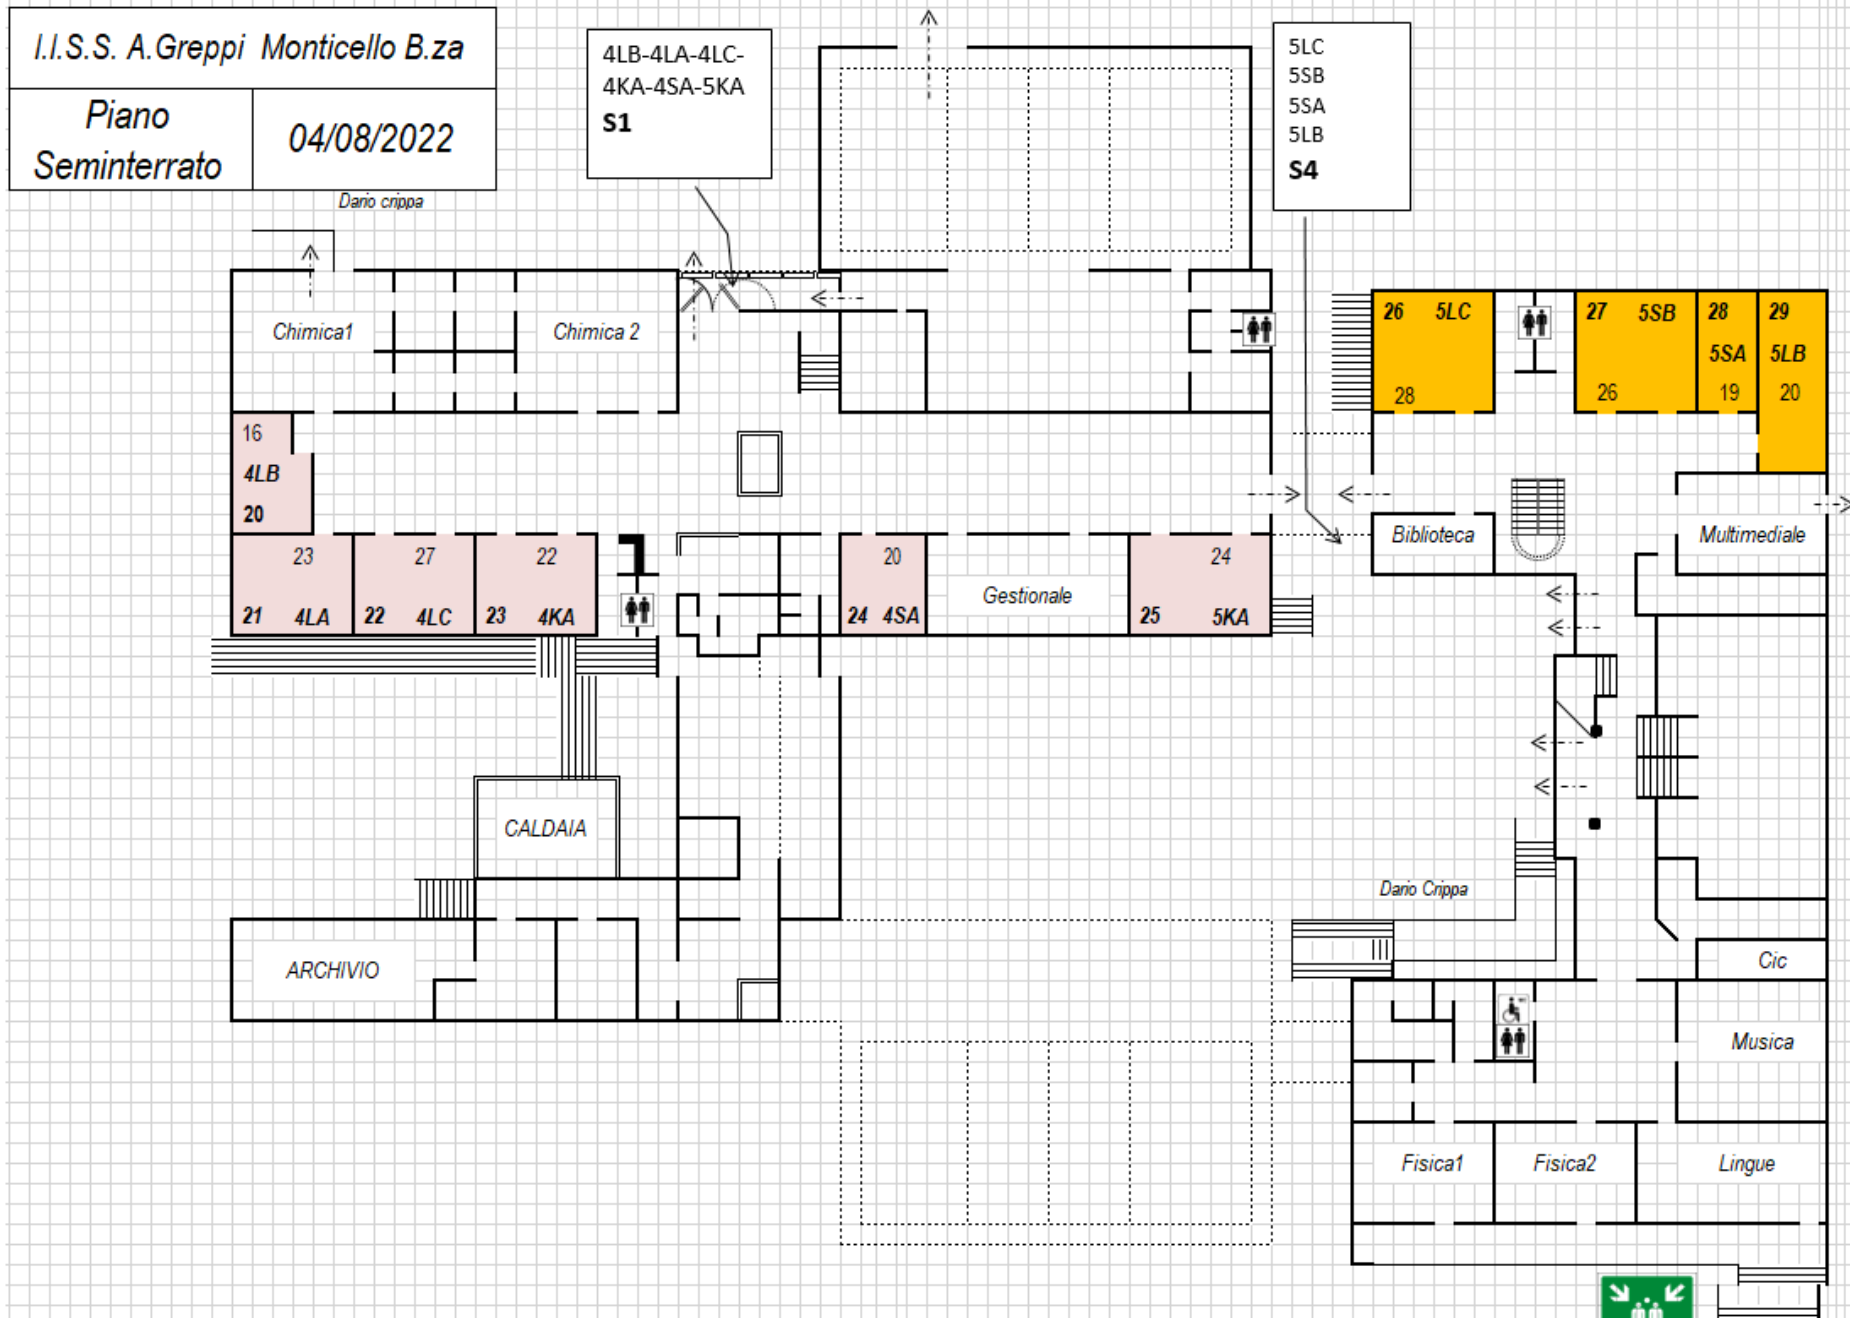 I.I.S.S. A.Greppi Monticello B.za
Piano
Seminterrato
04/08/2022
Dario crippa
4LB-4LA-4LC-
4KA-4SA-5KA
S1
5LC
5SB
5SA
5LB
S4
Chimica1
Chimica 2
26 5LC
28
27 5SB
26
28
5SA
19
29
5LB
20
16
4LB
20
23
21 4LA
27
22 4LC
22
23 4KA
20
24 4SA
Gestionale
24
25 5KA
Biblioteca
Multimediale
CALDAIA
Dario Crippa
ARCHIVIO
Cic
Musica
Fisica1
Fisica2
Lingue